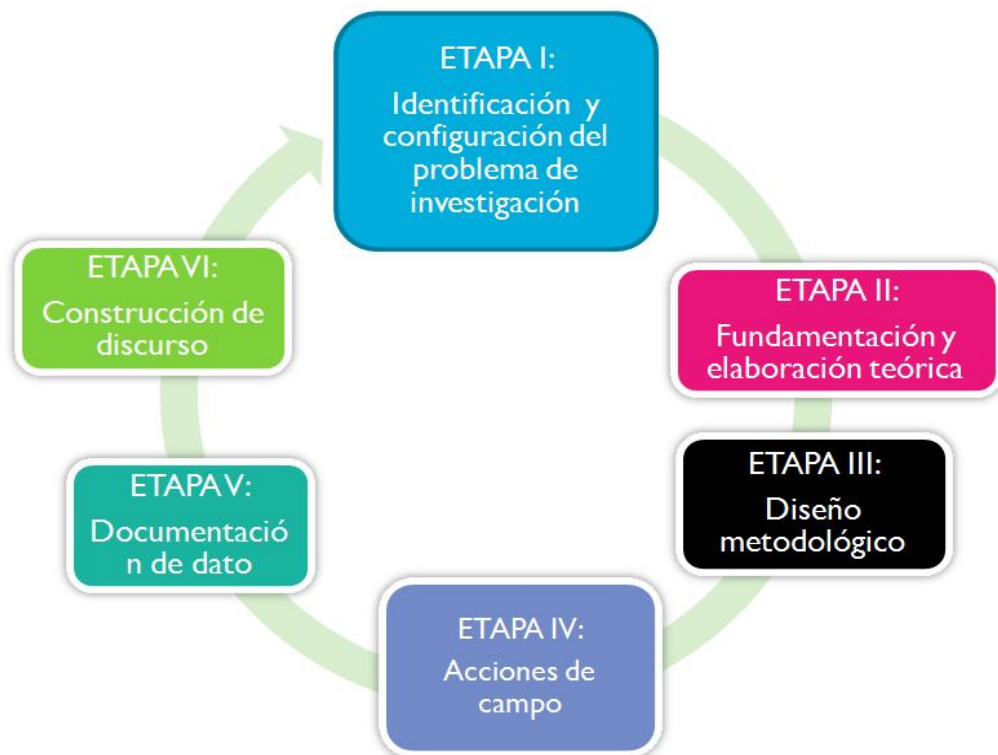 ETAPA I:
Identificación y
configuración del
problema de
investigación
ETAPA II:
Fundamentación y
elaboración teórica
ETAPA III:
Diseño
metodológico
ETAPA IV:
Acciones de
campo
ETAPA V:
Documentació
n de dato
ETAPA VI:
Construcción de
discurso